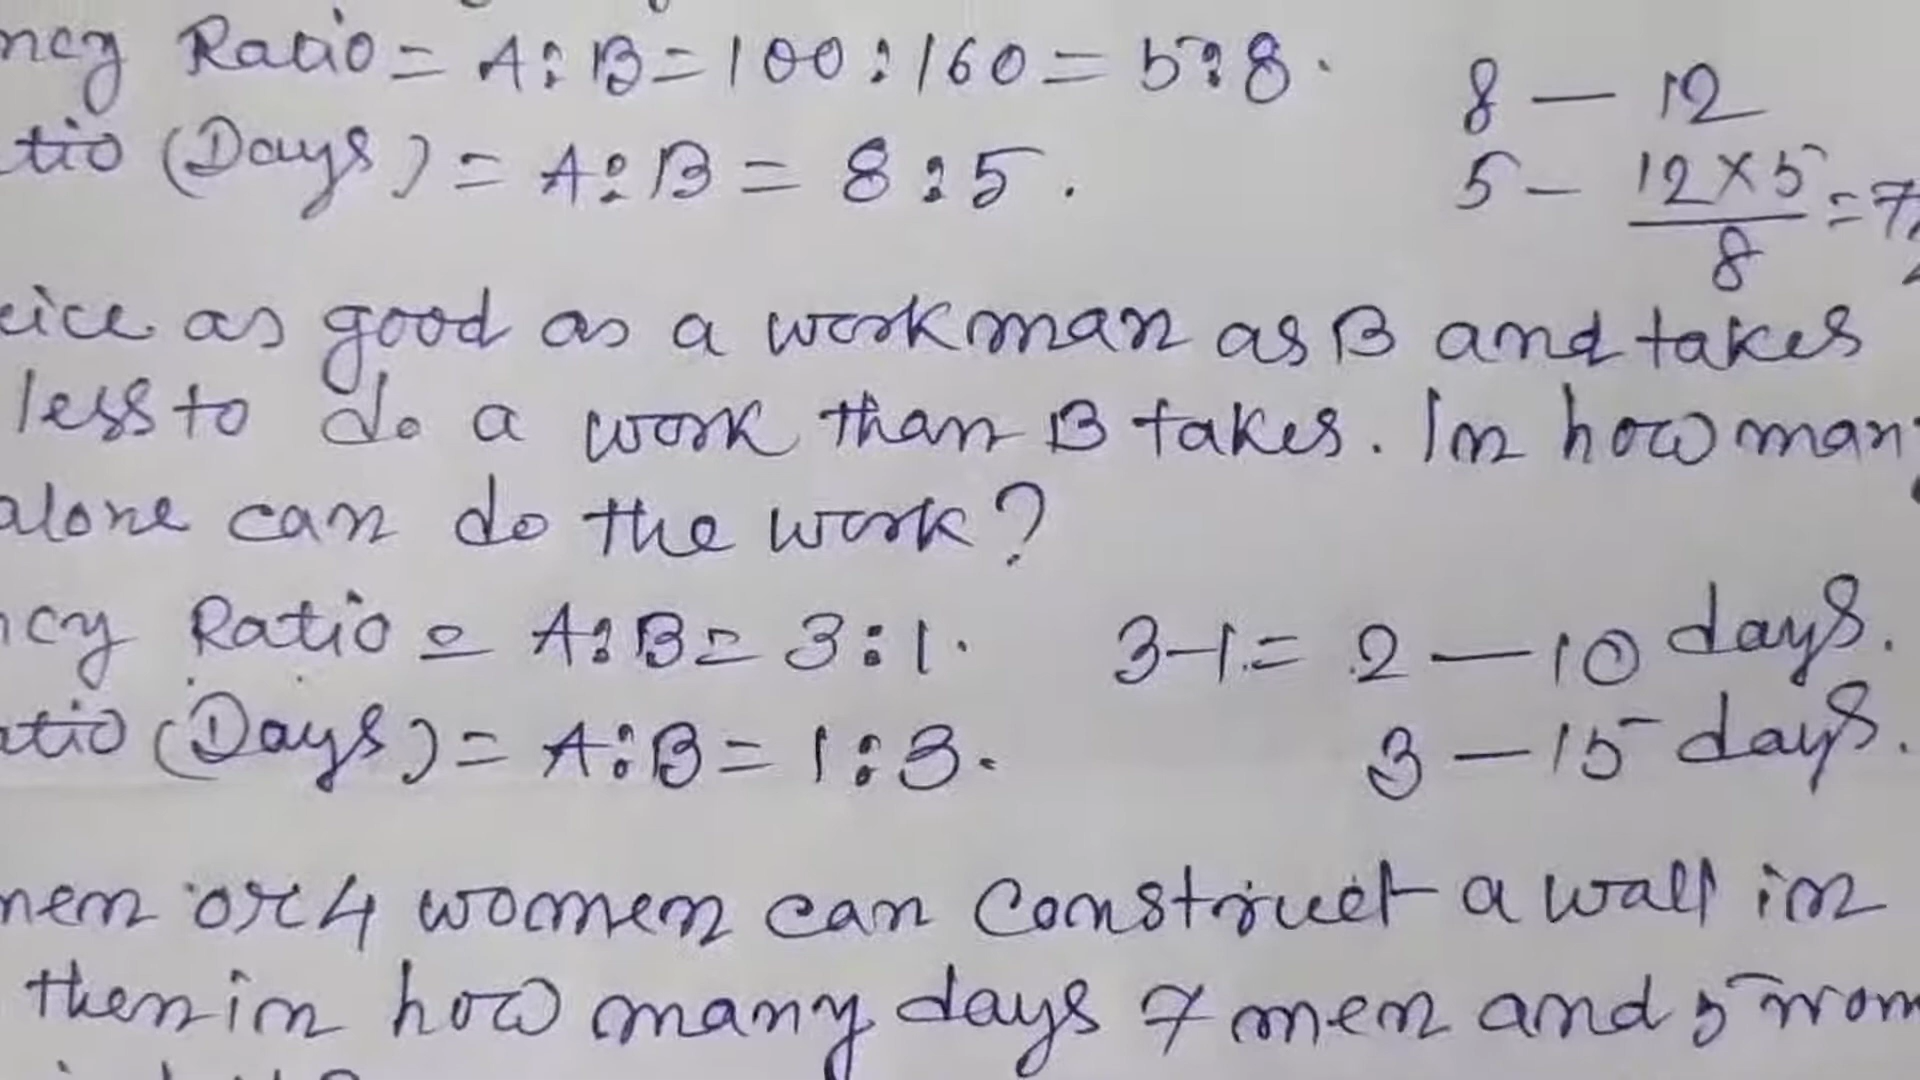 ncy Ratio = A:B = 100:160 = 5:8.
8 — 12
tio (Days) = A:B = 8:5.
5 — 12×5/8 = 7
as good as a workman as B and takes
less to do a work than B takes. In how man
alone can do the work?
ncy Ratio = A:B = 3:1. 3-1 = 2 — 10 days.
atio (Days) = A:B = 1:3. 3 — 15 days.
men or 4 women can construct a wall in
then in how many days 7 men and 5 wom